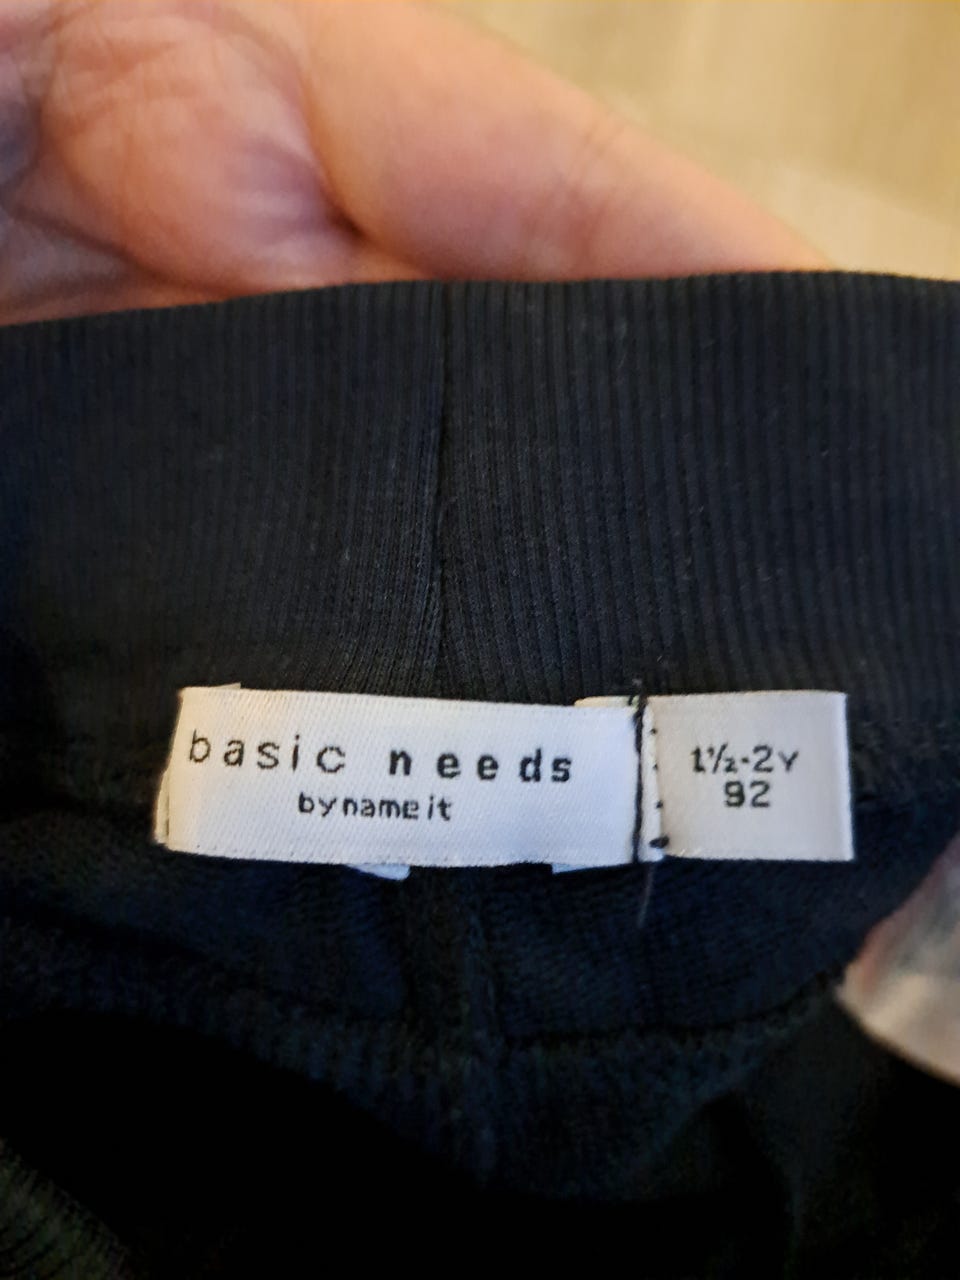 basic needs
by name it
1½-2Y
92